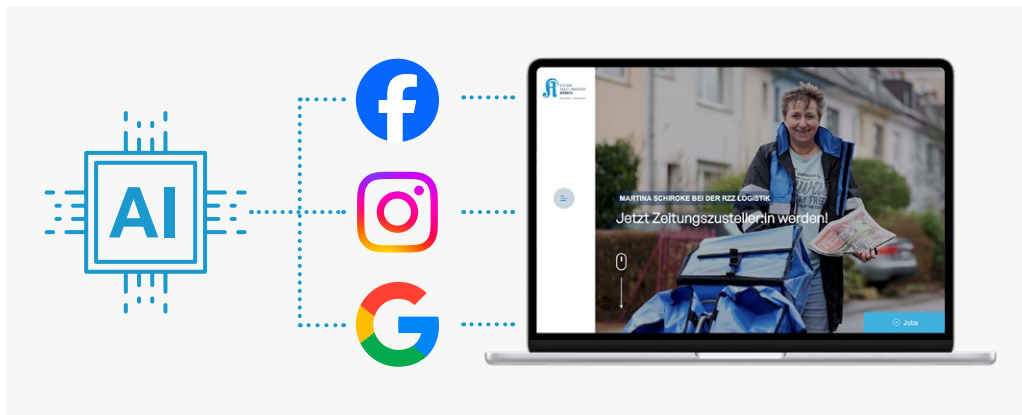 AI
MARTINA SCHIROKE BEI DER RZZ LOGISTIK
Jetzt Zeitungszusteller:in werden!
Jobs